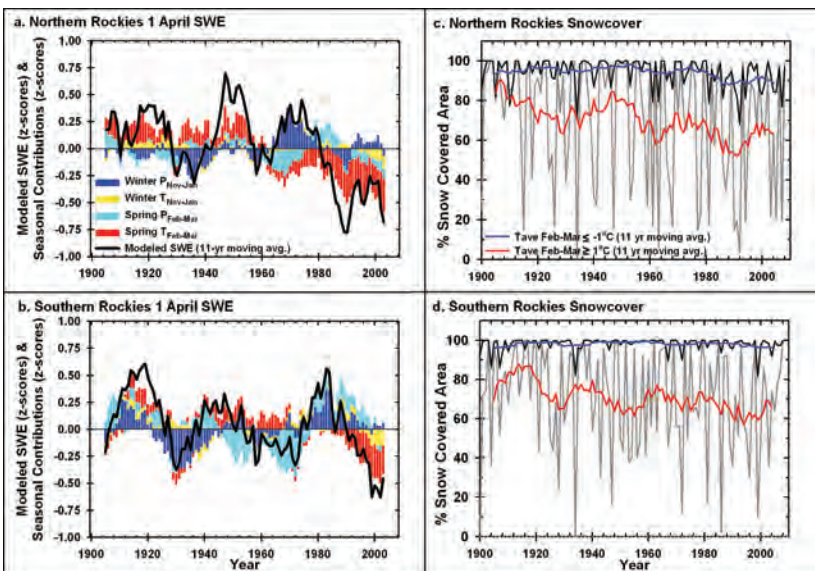 a. Northern Rockies 1 April SWE
Modeled SWE (z-scores) &
Seasonal Contributions (z-scores)
1.00
0.75
0.50
0.25
0.00
-0.25
-0.50
-0.75
-1.00
Winter P Nov-Jan
Winter T Nov-Jan
Spring P Feb-Mar
Spring T Feb-Mar
Modeled SWE (11-yr moving avg.)
1900 1920 1940 1960 1980 2000
b. Southern Rockies 1 April SWE
Modeled SWE (z-scores) &
Seasonal Contributions (z-scores)
1.00
0.75
0.50
0.25
0.00
-0.25
-0.50
-0.75
-1.00
1900 1920 1940 1960 1980 2000
Year
c. Northern Rockies Snowcover
% Snow Covered Area
100
80
60
40
20
0
Tave Feb-Mar ≤ -1°C (11 yr moving avg.)
Tave Feb-Mar ≥ 1°C (11 yr moving avg.)
1900 1920 1940 1960 1980 2000
d. Southern Rockies Snowcover
% Snow Covered Area
100
80
60
40
20
0
1900 1920 1940 1960 1980 2000
Year